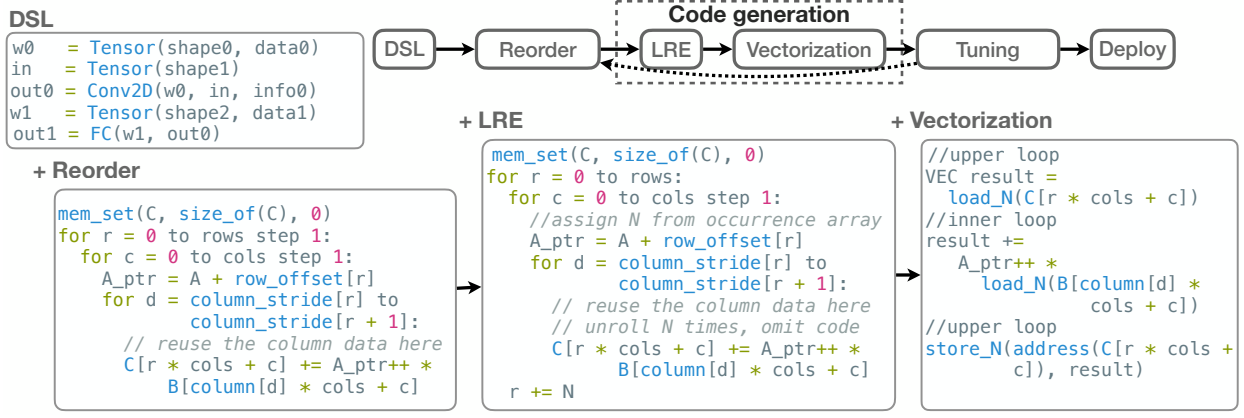 DSL
w0   = Tensor(shape0, data0)
in   = Tensor(shape1)
out0 = Conv2D(w0, in, info0)
w1   = Tensor(shape2, data1)
out1 = FC(w1, out0)
Code generation
DSL
Reorder
LRE
Vectorization
Tuning
Deploy
+ Reorder
mem_set(C, size_of(C), 0)
for r = 0 to rows step 1:
  for c = 0 to cols step 1:
    A_ptr = A + row_offset[r]
    for d = column_stride[r] to
            column_stride[r + 1]:
      // reuse the column data here
      C[r * cols + c] += A_ptr++ *
          B[column[d] * cols + c]
+ LRE
mem_set(C, size_of(C), 0)
for r = 0 to rows:
  for c = 0 to cols step 1:
    //assign N from occurrence array
    A_ptr = A + row_offset[r]
    for d = column_stride[r] to
            column_stride[r + 1]:
      // reuse the column data here
      // unroll N times, omit code
      C[r * cols + c] += A_ptr++ *
            B[column[d] * cols + c]
  r += N
+ Vectorization
//upper loop
VEC result =
  load_N(C[r * cols + c])
//inner loop
result +=
   A_ptr++ *
     load_N(B[column[d] *
               cols + c])
//upper loop
store_N(address(C[r * cols +
        c]), result)